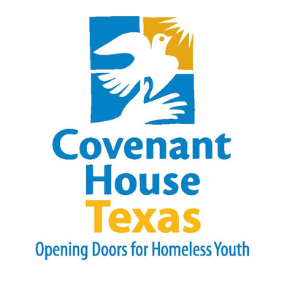 Covenant
House
Texas
Opening Doors for Homeless Youth